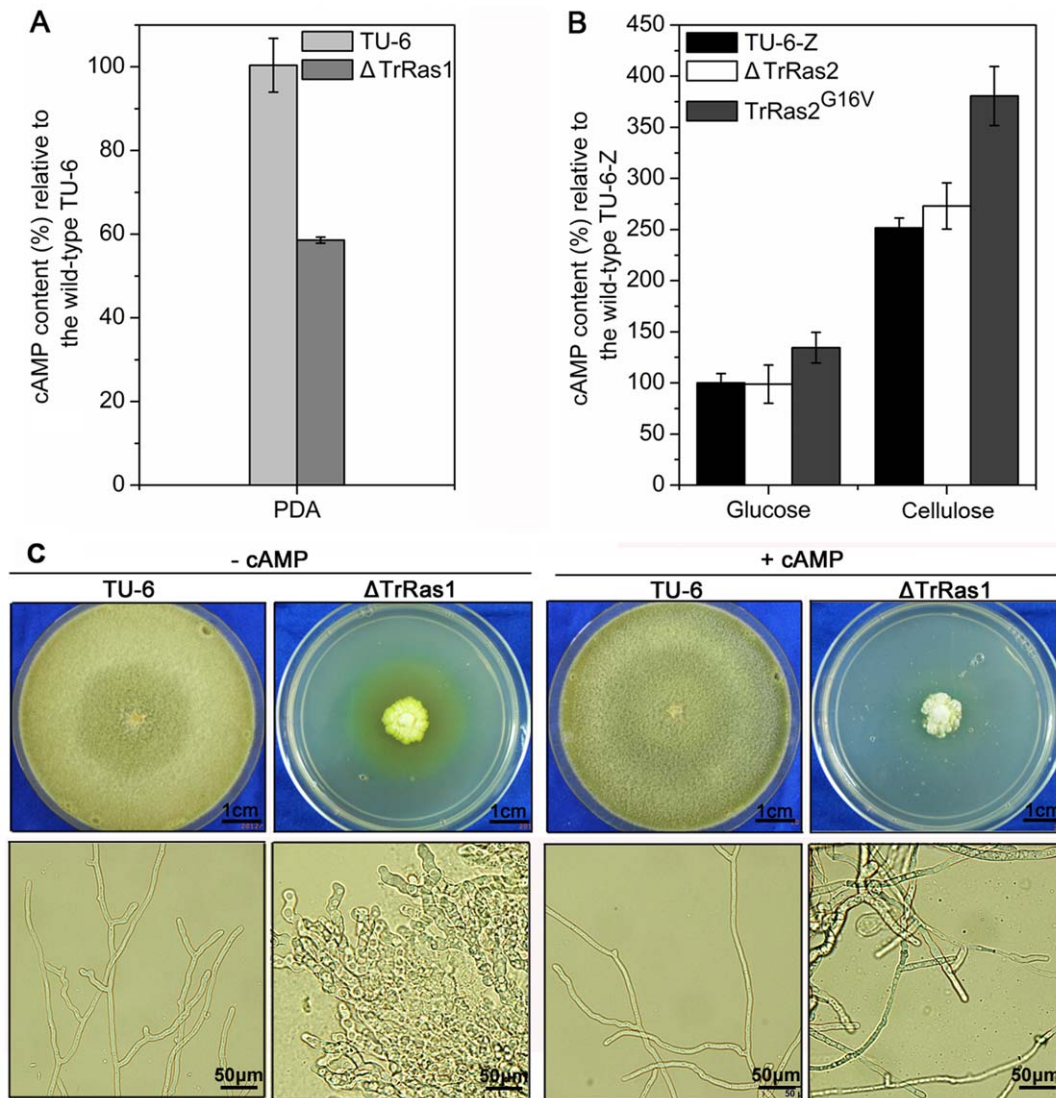 A
TU-6
ΔTrRas1
100
80
60
40
20
0
cAMP content (%) relative to
the wild-type TU-6
PDA
B
TU-6-Z
ΔTrRas2
TrRas2^G16V
450
400
350
300
250
200
150
100
50
0
cAMP content (%) relative to
the wild-type TU-6-Z
Glucose
Cellulose
C
- cAMP
+ cAMP
TU-6
ΔTrRas1
TU-6
ΔTrRas1
1cm
1cm
1cm
1cm
50μm
50μm
50μm
50μm